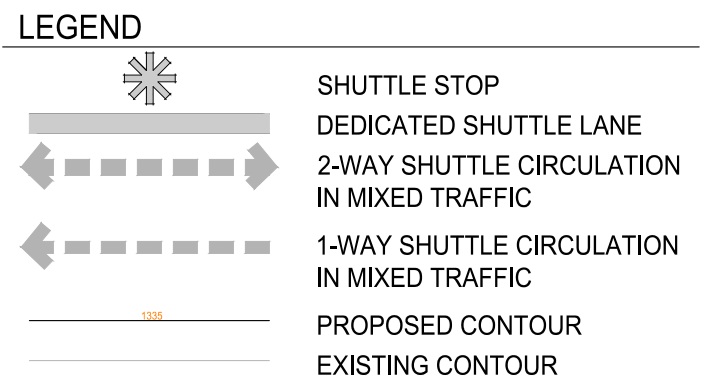 LEGEND
SHUTTLE STOP
DEDICATED SHUTTLE LANE
2-WAY SHUTTLE CIRCULATION
IN MIXED TRAFFIC
1-WAY SHUTTLE CIRCULATION
IN MIXED TRAFFIC
1335
PROPOSED CONTOUR
EXISTING CONTOUR